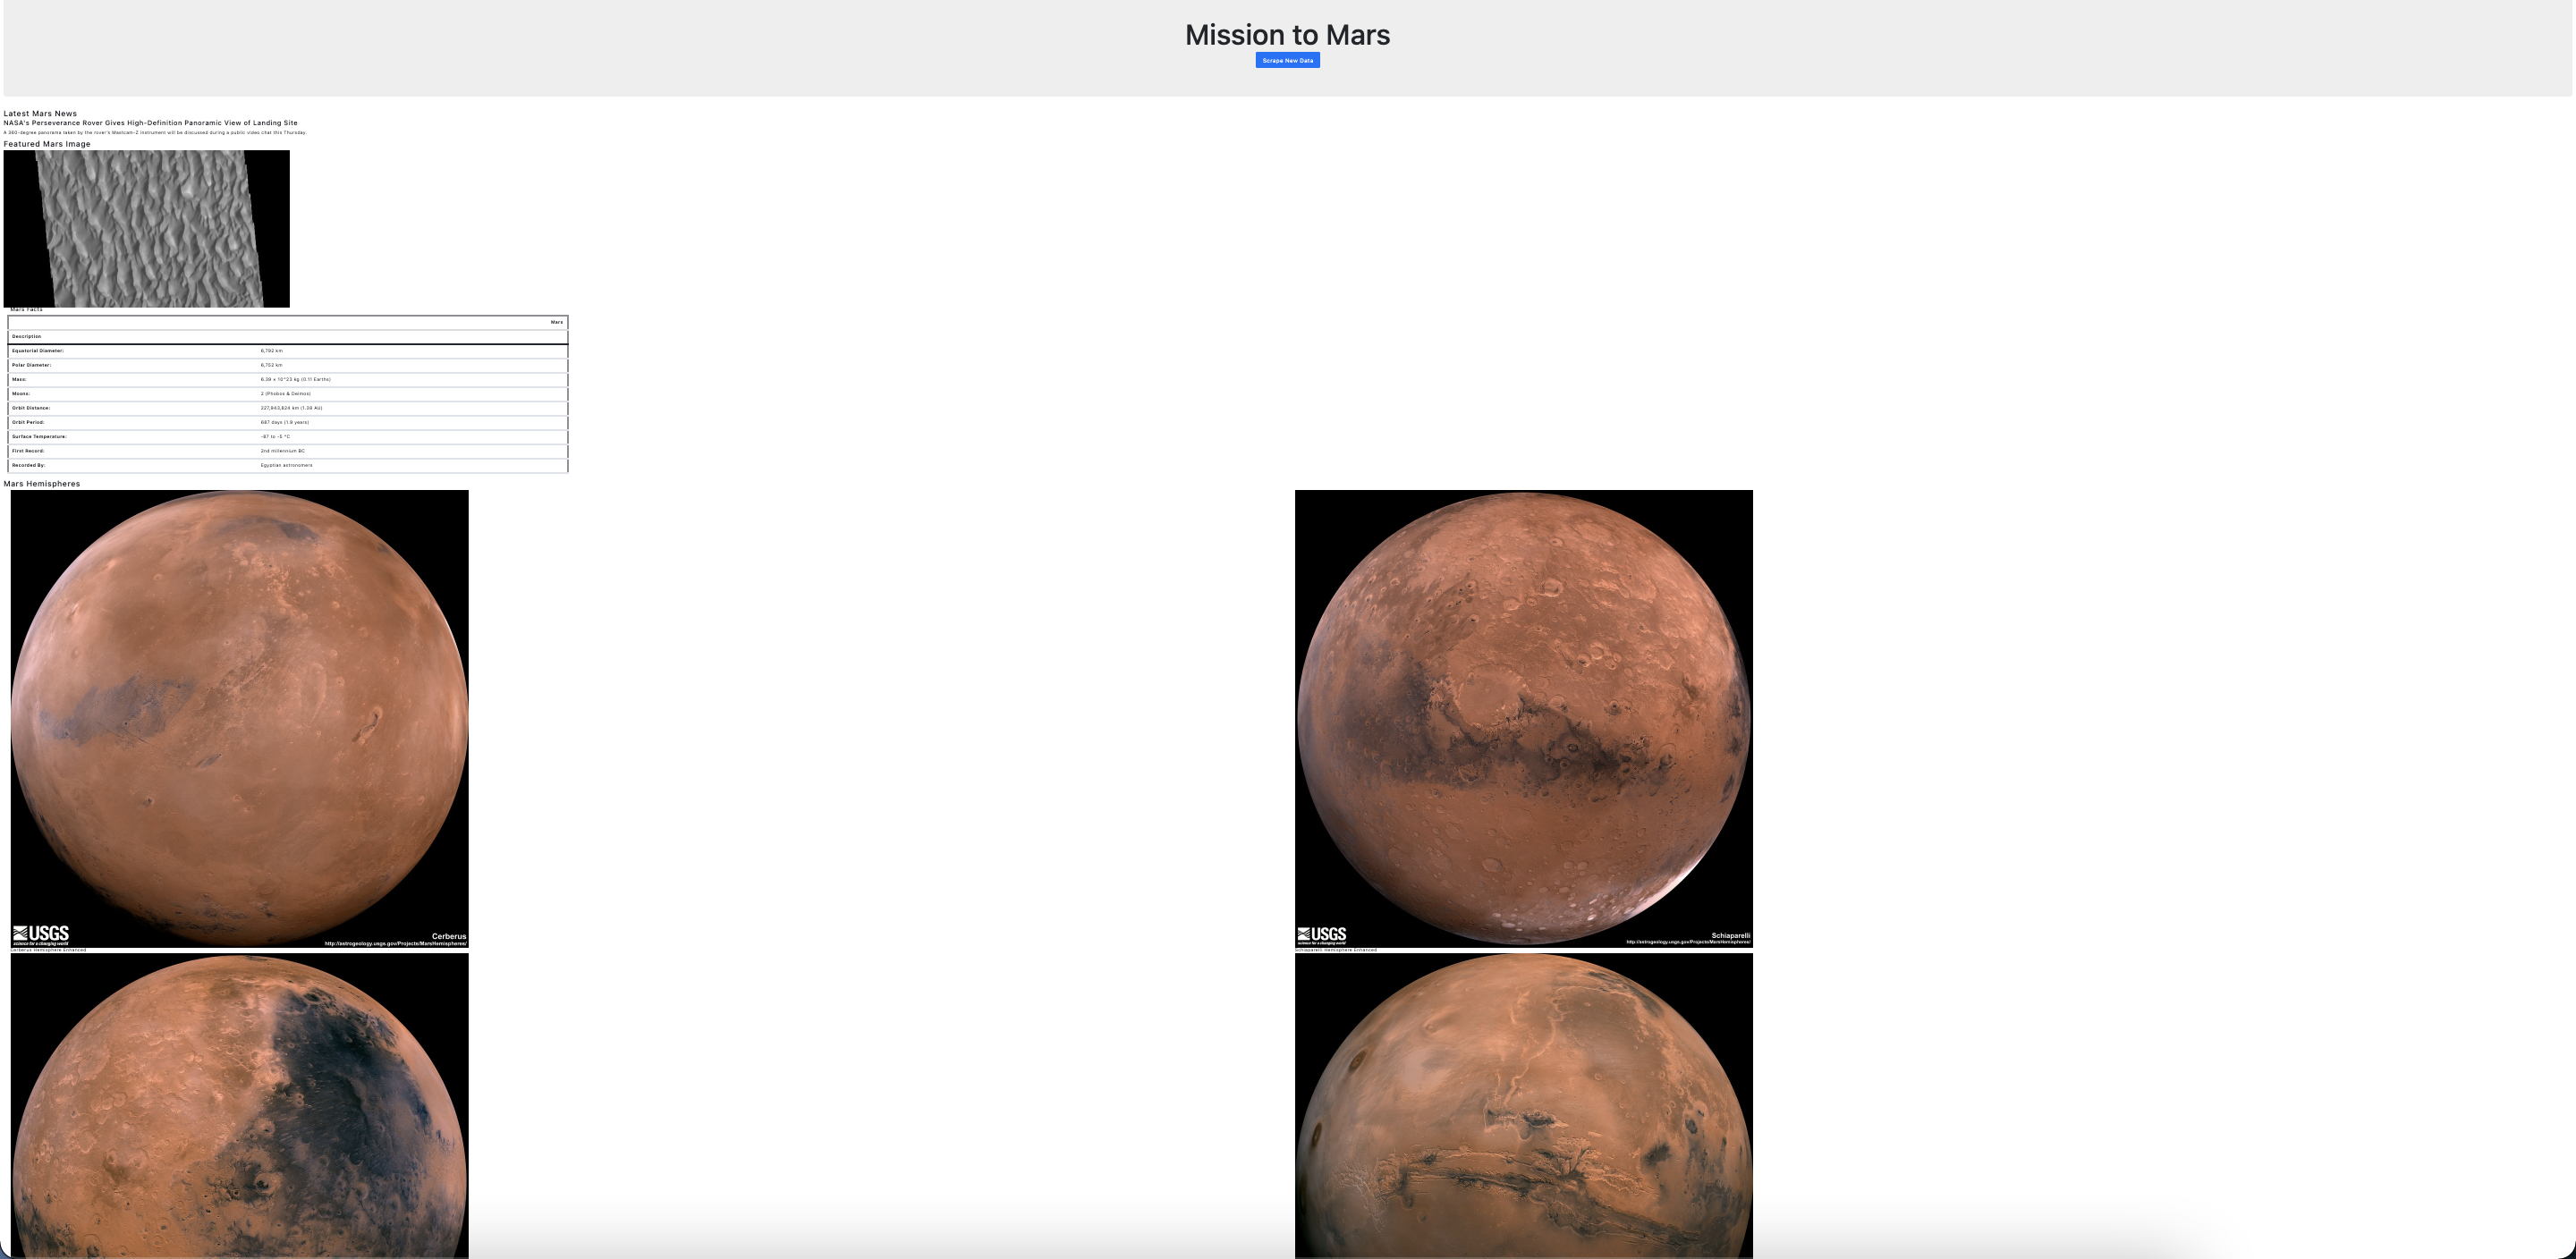 Mission to Mars
Scrape New Data
Latest Mars News
NASA's Perseverance Rover Gives High-Definition Panoramic View of Landing Site
A 360-degree panorama taken by the rover's Mastcam-Z instrument will be discussed during a public video chat this Thursday.
Featured Mars Image
Mars Facts
Mars
Description
Equatorial Diameter: 6,792 km
Polar Diameter: 6,752 km
Mass: 6.39 × 10^23 kg (0.11 Earths)
Moons: 2 (Phobos & Deimos)
Orbit Distance: 227,943,824 km (1.38 AU)
Orbit Period: 687 days (1.9 years)
Surface Temperature: -87 to -5 °C
First Record: 2nd millennium BC
Recorded By: Egyptian astronomers
Mars Hemispheres
USGS
science for a changing world
Cerberus
http://astrogeology.usgs.gov/Projects/MarsHemispheres/
Cerberus Hemisphere Enhanced
USGS
science for a changing world
Schiaparelli
http://astrogeology.usgs.gov/Projects/MarsHemispheres/
Schiaparelli Hemisphere Enhanced